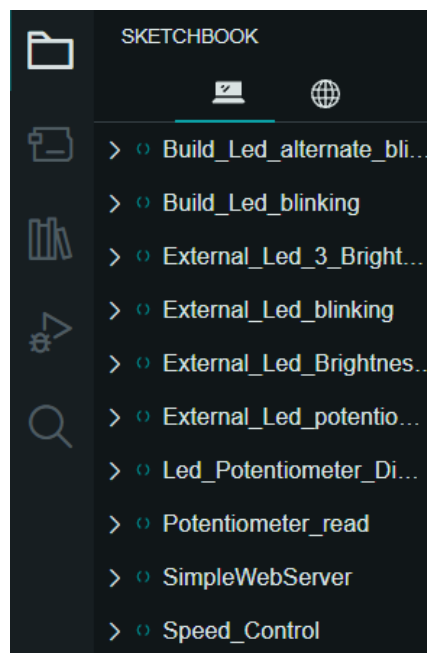 SKETCHBOOK
Build_Led_alternate_bli...
Build_Led_blinking
External_Led_3_Bright...
External_Led_blinking
External_Led_Brightnes...
External_Led_potentio...
Led_Potentiometer_Di...
Potentiometer_read
SimpleWebServer
Speed_Control